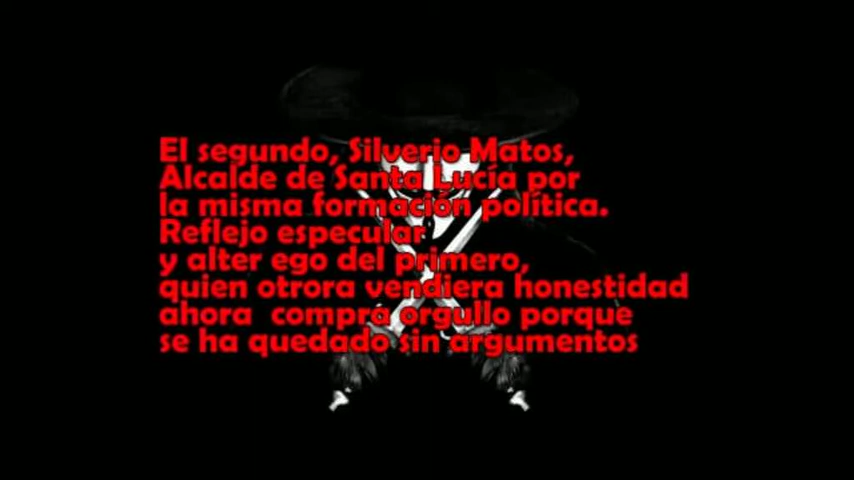 El segundo, Silverio Matos,
Alcalde de Santa Lucía por
la misma formación política.
Reflejo especular
y alter ego del primero,
quien otrora vendiera honestidad
ahora compra orgullo porque
se ha quedado sin argumentos